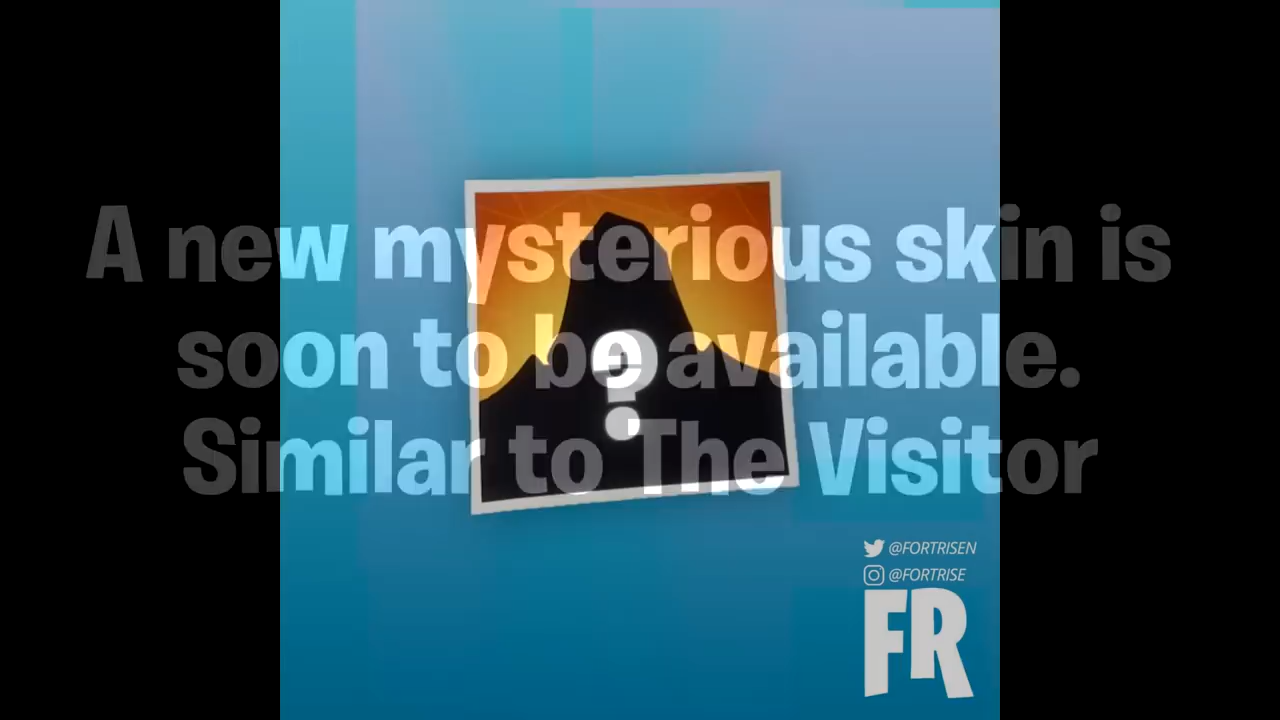 A new mysterious skin is
soon to be available.
Similar to The Visitor
?
@FORTRISEN
@FORTRISE
FR